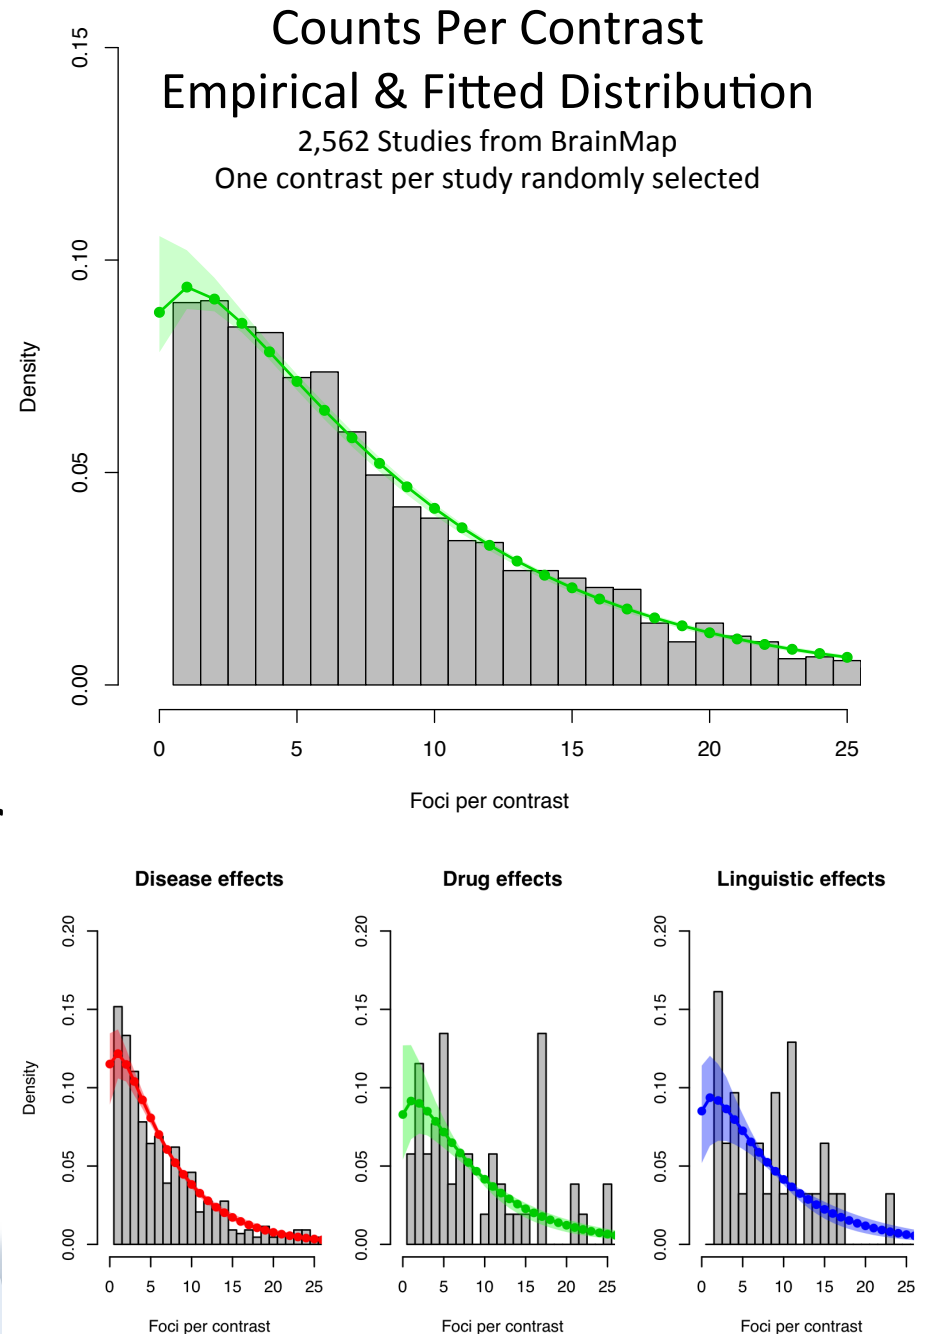 Counts Per Contrast
Empirical & Fitted Distribution
2,562 Studies from BrainMap
One contrast per study randomly selected
0.15
0.10
0.05
0.00
Density
0 5 10 15 20 25
Foci per contrast
Disease effects Drug effects Linguistic effects
0.20 0.20 0.20
0.15 0.15 0.15
0.10 0.10 0.10
0.05 0.05 0.05
0.00 0.00 0.00
Density
0 5 10 15 20 25 0 5 10 15 20 25 0 5 10 15 20 25
Foci per contrast Foci per contrast Foci per contrast